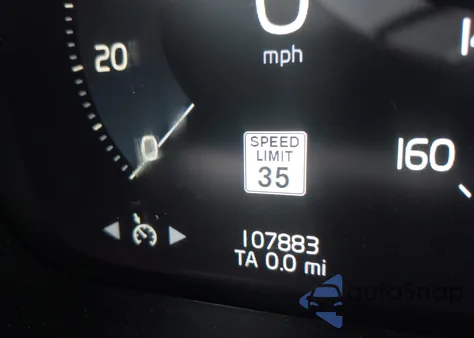 0
mph
20
0
SPEED
LIMIT
35
160
107883
TA 0.0 mi
autoSnap